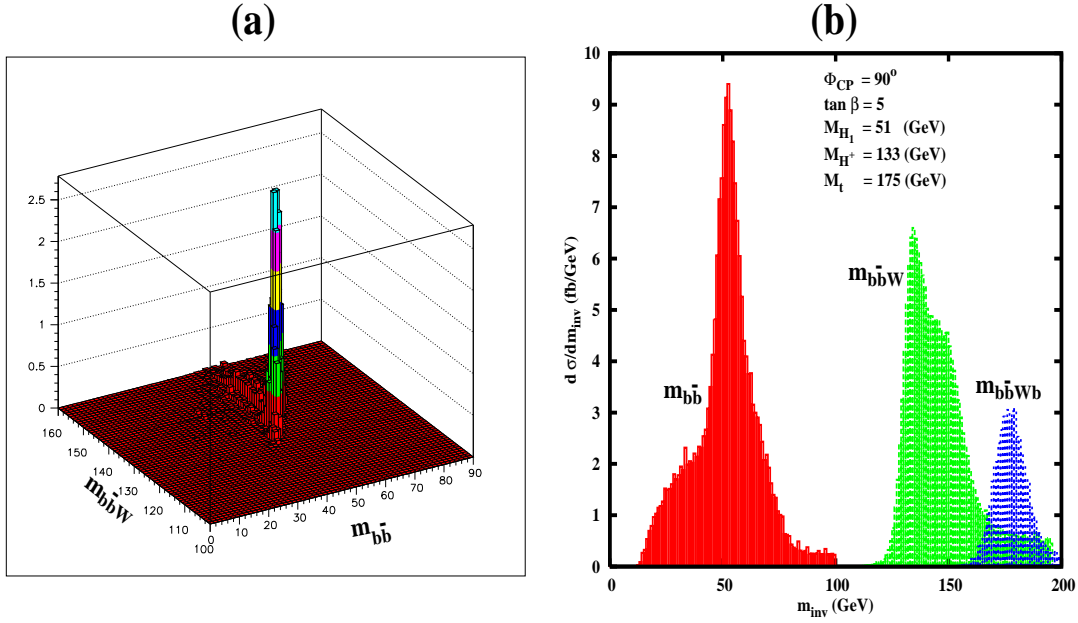 (a)
2.5
2
1.5
1
0.5
0
160
150
140
130
120
110
100
m_{bb̄W}
0
10
20
30
40
50
60
70
80
90
m_{bb̄}
(b)
10
9
8
7
6
5
4
3
2
1
0
d σ/dm_{inv} (fb/GeV)
Φ_{CP} = 90°
tan β = 5
M_{H_1} = 51 (GeV)
M_{H^+} = 133 (GeV)
M_t = 175 (GeV)
m_{bb̄W}
m_{bb̄}
m_{bb̄Wb}
0 50 100 150 200
m_{inv} (GeV)